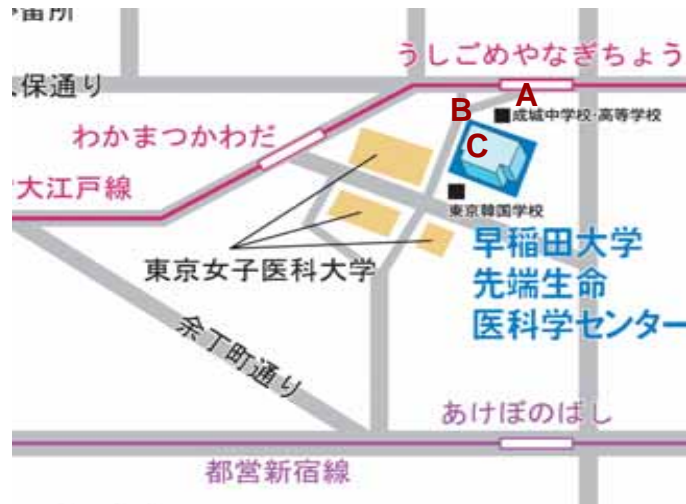 うしごめやなぎちょう
保通り
A
B
■成城中学校・高等学校
C
わかまつかわだ
大江戸線
東京韓国学校
早稲田大学
先端生命
医科学センター
東京女子医科大学
余丁町通り
あけぼのばし
都営新宿線